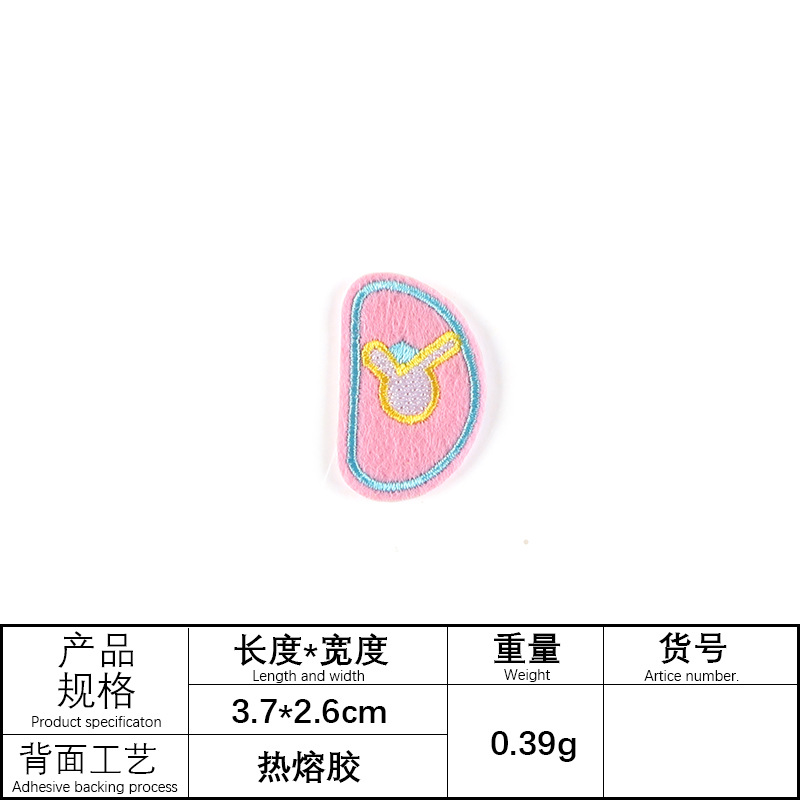 产品
规格
Product specificaton
长度*宽度
Length and width
重量
Weight
货号
Artice number.
3.7*2.6cm
0.39g
背面工艺
Adhesive backing process
热熔胶